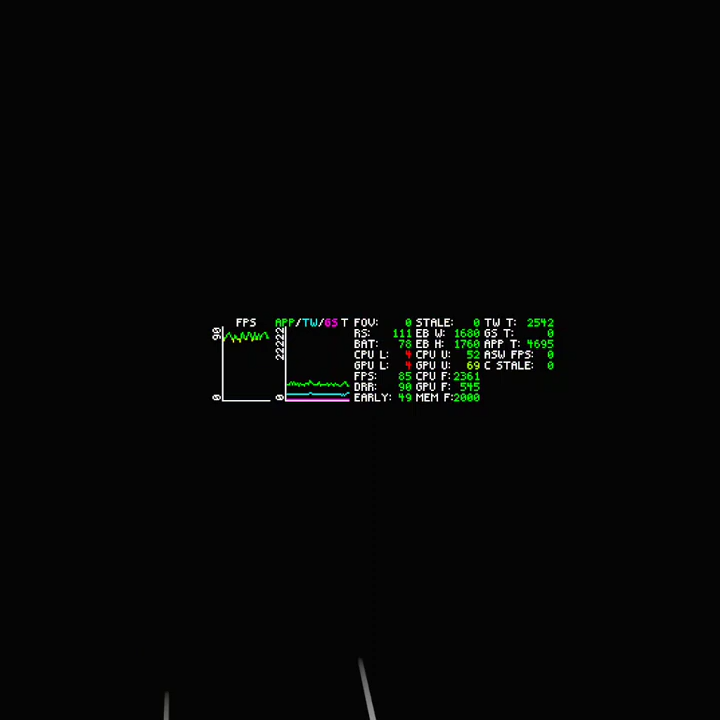 FPS APP/TW/GS T FOV: 0 STALE: 0 TW T: 2542
90 22222 RS: 111 EB W: 1680 GS T: 0
BAT: 78 EB H: 1760 APP T: 4695
CPU L: 4 CPU U: 52 ASW FPS: 0
GPU L: 4 GPU U: 69 C STALE: 0
FPS: 85 CPU F: 2361
DRR: 90 GPU F: 545
0 0 EARLY: 49 MEM F: 2000